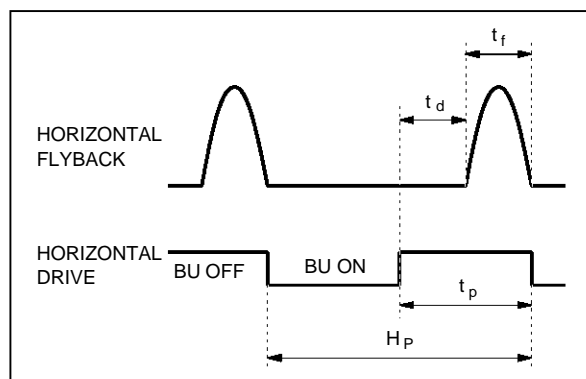 t f
t d
HORIZONTAL
FLYBACK
HORIZONTAL
DRIVE
BU OFF
BU ON
t p
H P